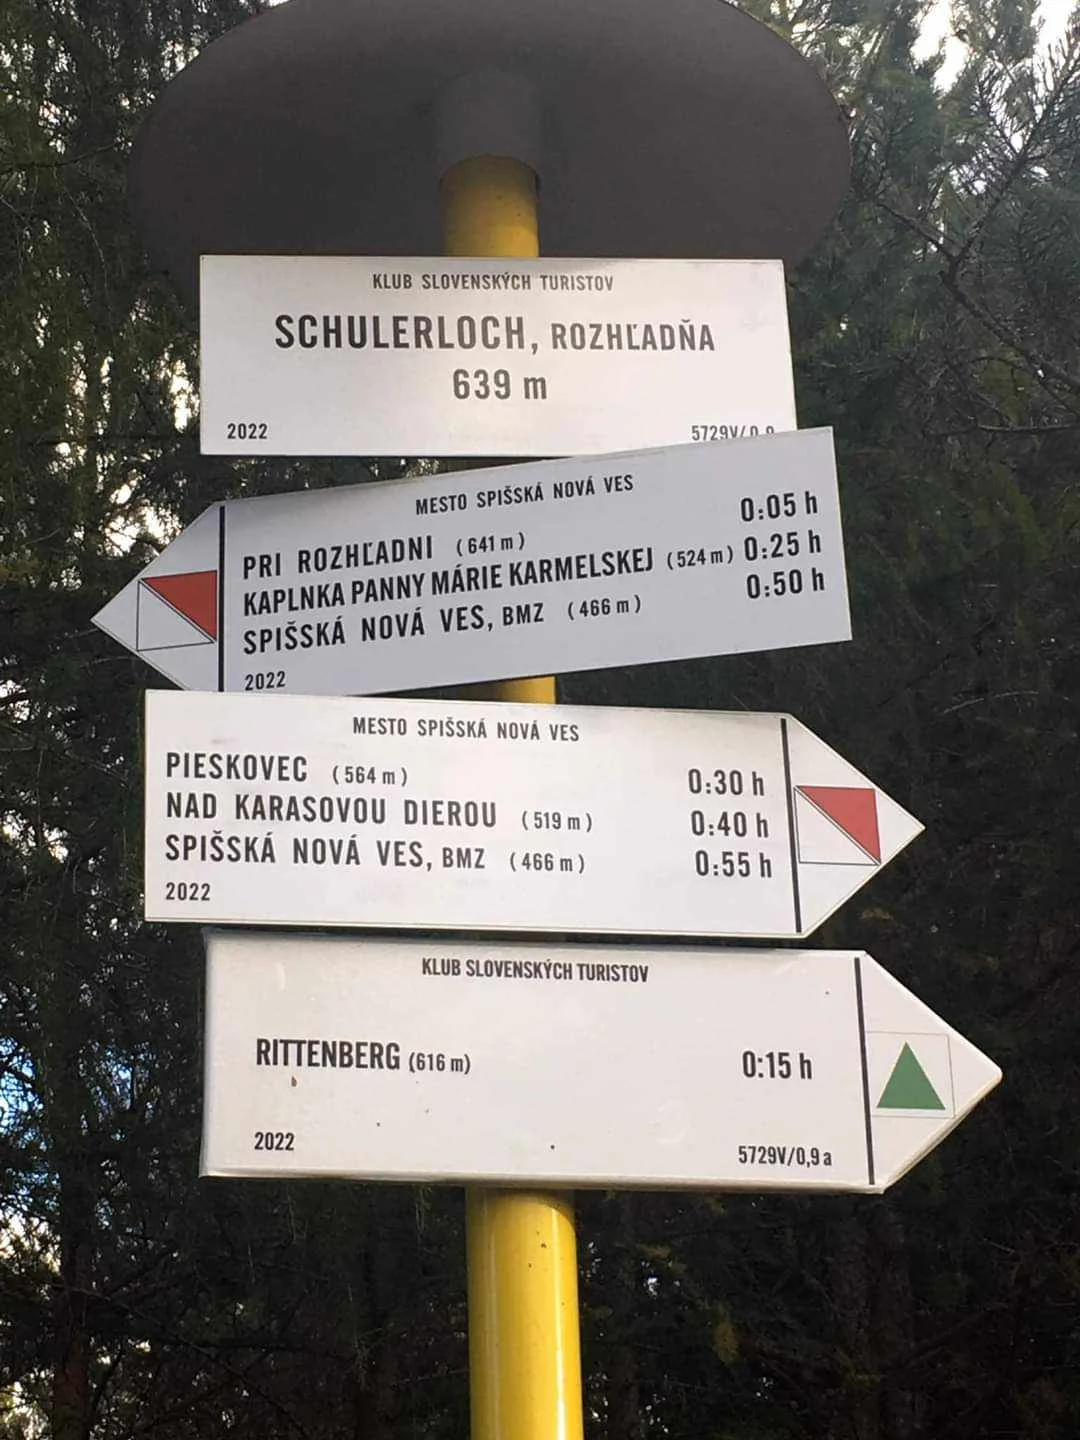 KLUB SLOVENSKÝCH TURISTOV
SCHULERLOCH, ROZHĽADŇA
639 m
2022 5729V/0,9
MESTO SPIŠSKÁ NOVÁ VES
PRI ROZHĽADNI (641 m) 0:05 h
KAPLNKA PANNY MÁRIE KARMELSKEJ (524 m) 0:25 h
SPIŠSKÁ NOVÁ VES, BMZ (466 m) 0:50 h
2022
MESTO SPIŠSKÁ NOVÁ VES
PIESKOVEC (564 m) 0:30 h
NAD KARASOVOU DIEROU (519 m) 0:40 h
SPIŠSKÁ NOVÁ VES, BMZ (466 m) 0:55 h
2022
KLUB SLOVENSKÝCH TURISTOV
RITTENBERG (616 m) 0:15 h
2022 5729V/0,9 a